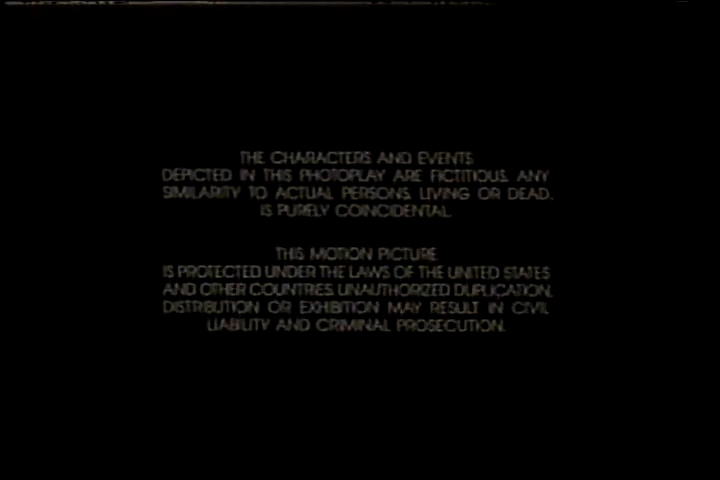 THE CHARACTERS AND EVENTS
DEPICTED IN THIS PHOTOPLAY ARE FICTITIOUS. ANY
SIMILARITY TO ACTUAL PERSONS, LIVING OR DEAD,
IS PURELY COINCIDENTAL.
THIS MOTION PICTURE
IS PROTECTED UNDER THE LAWS OF THE UNITED STATES
AND OTHER COUNTRIES. UNAUTHORIZED DUPLICATION,
DISTRIBUTION OR EXHIBITION MAY RESULT IN CIVIL
LIABILITY AND CRIMINAL PROSECUTION.